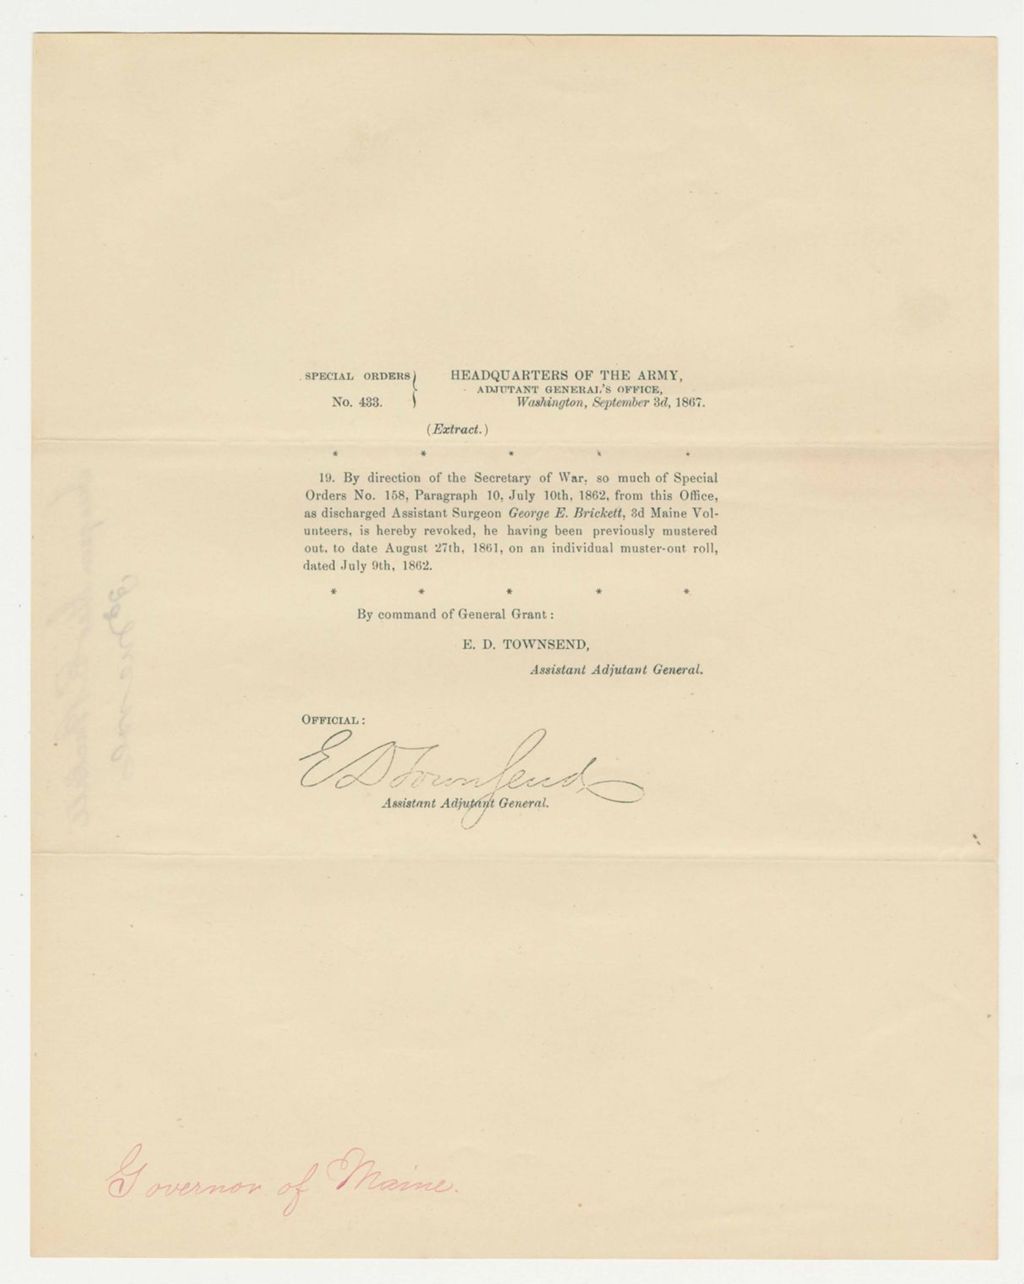 SPECIAL ORDERS } HEADQUARTERS OF THE ARMY,
ADJUTANT GENERAL'S OFFICE,
No. 433. Washington, September 3d, 1867.
(Extract.)
* * * * *
19. By direction of the Secretary of War, so much of Special
Orders No. 158, Paragraph 10, July 10th, 1862, from this Office,
as discharged Assistant Surgeon George E. Brickett, 3d Maine Vol-
unteers, is hereby revoked, he having been previously mustered
out, to date August 27th, 1861, on an individual muster-out roll,
dated July 9th, 1862.
* * * * *
By command of General Grant:
E. D. TOWNSEND,
Assistant Adjutant General.
OFFICIAL:
E D Townsend
Assistant Adjutant General.
Governor of Maine.